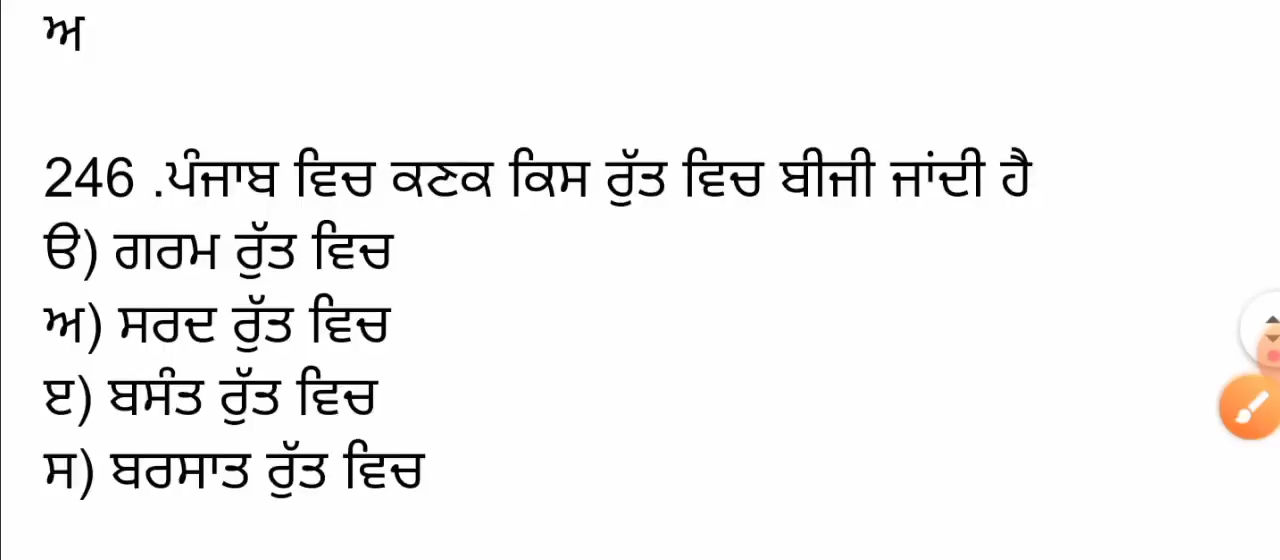 ਅ
246 .ਪੰਜਾਬ ਵਿਚ ਕਣਕ ਕਿਸ ਰੁੱਤ ਵਿਚ ਬੀਜੀ ਜਾਂਦੀ ਹੈ
ੳ) ਗਰਮ ਰੁੱਤ ਵਿਚ
ਅ) ਸਰਦ ਰੁੱਤ ਵਿਚ
ੲ) ਬਸੰਤ ਰੁੱਤ ਵਿਚ
ਸ) ਬਰਸਾਤ ਰੁੱਤ ਵਿਚ